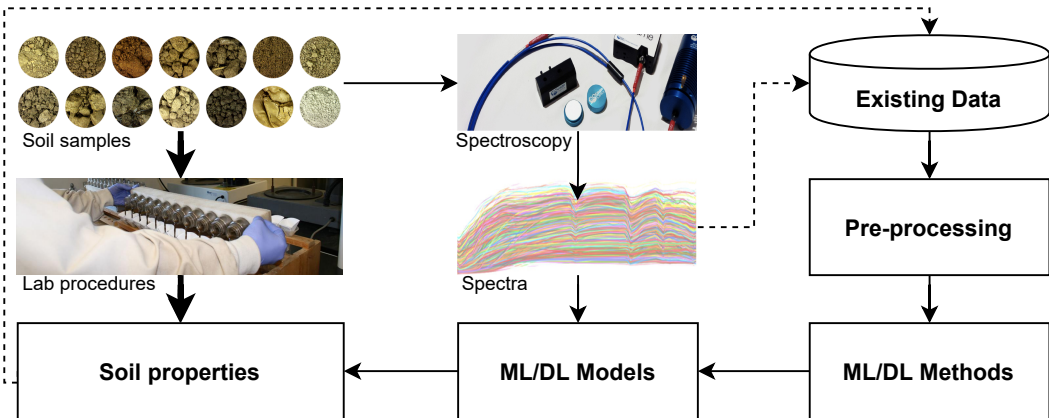 Soil samples
Spectroscopy
Existing Data
Lab procedures
Spectra
Pre-processing
Soil properties
ML/DL Models
ML/DL Methods